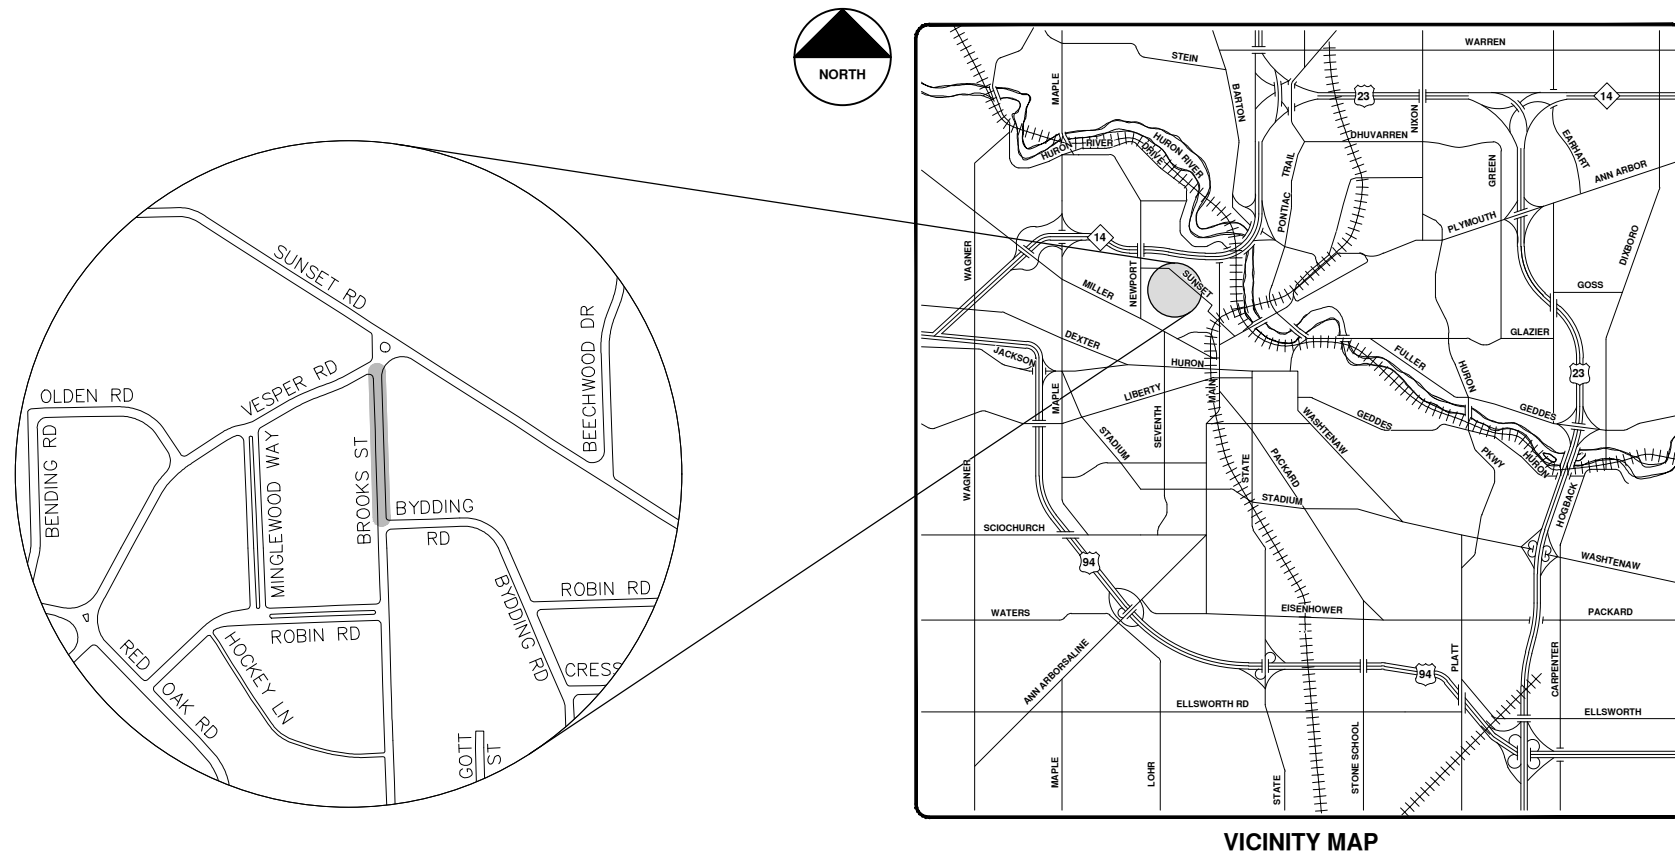 NORTH
SUNSET RD
BEECHWOOD DR
VESPER RD
OLDEN RD
BENDING RD
MINGLEWOOD WAY
BROOKS ST
BYDDING
RD
BYDDING RD
ROBIN RD
ROBIN RD
CRESS
HOCKEY LN
RED
OAK RD
GOTT
ST
WARREN
STEIN
MAPLE
BARTON
23
14
NIXON
DHUVARREN
EARHART
GREEN
ANN ARBOR
HURON RIVER
DRIVE
HURON RIVER
PONTIAC TRAIL
PLYMOUTH
DIXBORO
WAGNER
14
NEWPORT
MILLER
SUNSET
GOSS
GLAZIER
DEXTER
JACKSON
HURON
FULLER
HURON
23
MAPLE
LIBERTY
MAIN
WASHTENAW
GEDDES
GEDDES
SEVENTH
STADIUM
STATE
PACKARD
PKWY
HURON
WAGNER
STADIUM
HOGBACK
SCIOCHURCH
94
WASHTENAW
WATERS
EISENHOWER
PACKARD
ANN ARBORSALINE
PLATT
CARPENTER
94
ELLSWORTH RD
ELLSWORTH
MAPLE
LOHR
STATE
STONE SCHOOL
VICINITY MAP